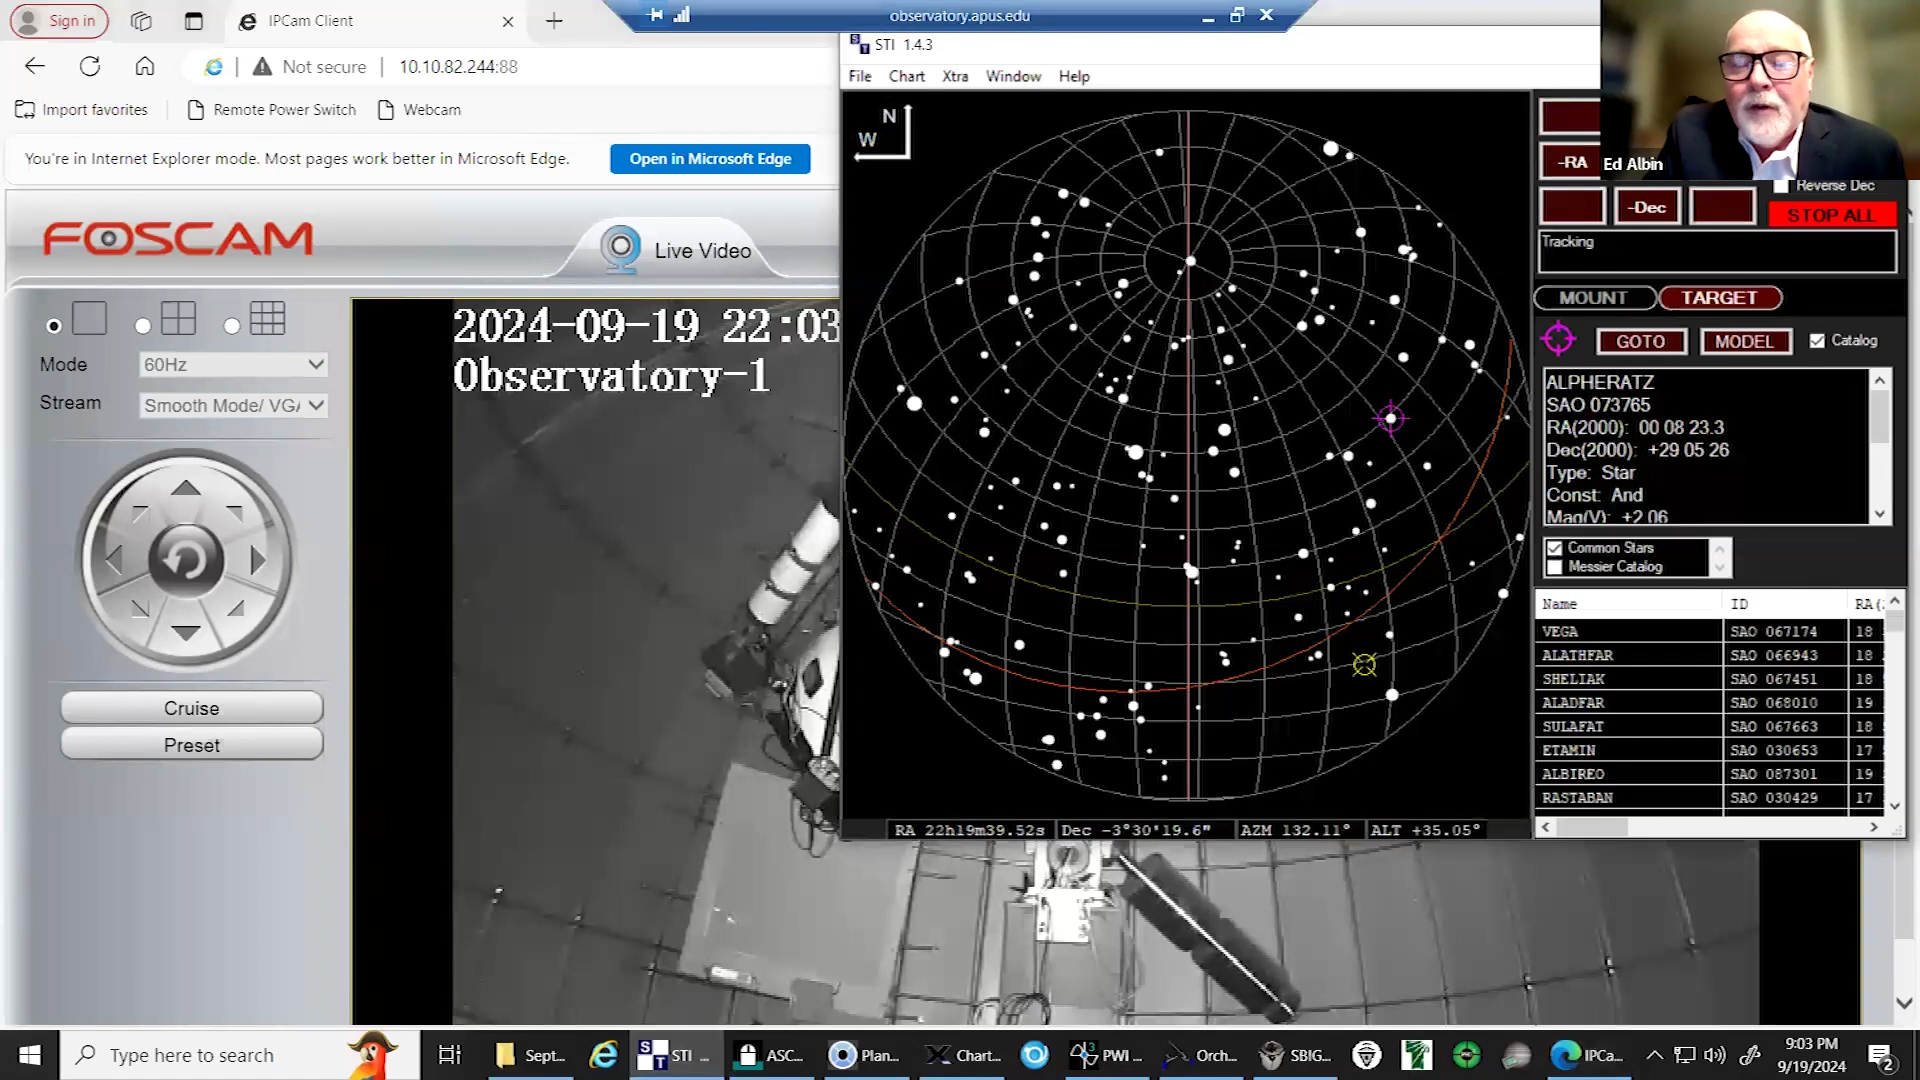 Sign in
IPCam Client
observatory.apus.edu
Not secure
10.10.82.244:88
Import favorites
Remote Power Switch
Webcam
You're in Internet Explorer mode. Most pages work better in Microsoft Edge.
Open in Microsoft Edge
FOSCAM
Live Video
Mode
60Hz
Stream
Smooth Mode/ VGA
Cruise
Preset
2024-09-19 22:03
Observatory-1
STI 1.4.3
File
Chart
Xtra
Window
Help
N
W
RA 22h19m39.52s
Dec -3°30'19.6"
AZM 132.11°
ALT +35.05°
-RA
Ed Albin
Reverse Dec
-Dec
STOP ALL
Tracking
MOUNT
TARGET
GOTO
MODEL
Catalog
ALPHERATZ
SAO 073765
RA(2000): 00 08 23.3
Dec(2000): +29 05 26
Type: Star
Const: And
Mag(V): +2.06
Common Stars
Messier Catalog
Name ID RA(
VEGA SAO 067174 18
ALATHFAR SAO 066943 18
SHELIAK SAO 067451 18
ALADFAR SAO 068010 19
SULAFAT SAO 067663 18
ETAMIN SAO 030653 17
ALBIREO SAO 087301 19
RASTABAN SAO 030429 17
Type here to search
Sept...
STI ...
ASC...
Plan...
Chart...
PWI ...
Orch...
SBIG...
IPCa...
9:03 PM
9/19/2024
2